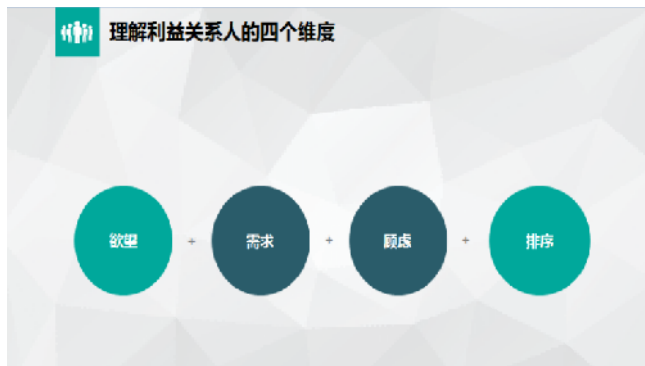 理解利益关系人的四个维度
欲望 + 需求 + 顾虑 + 排序